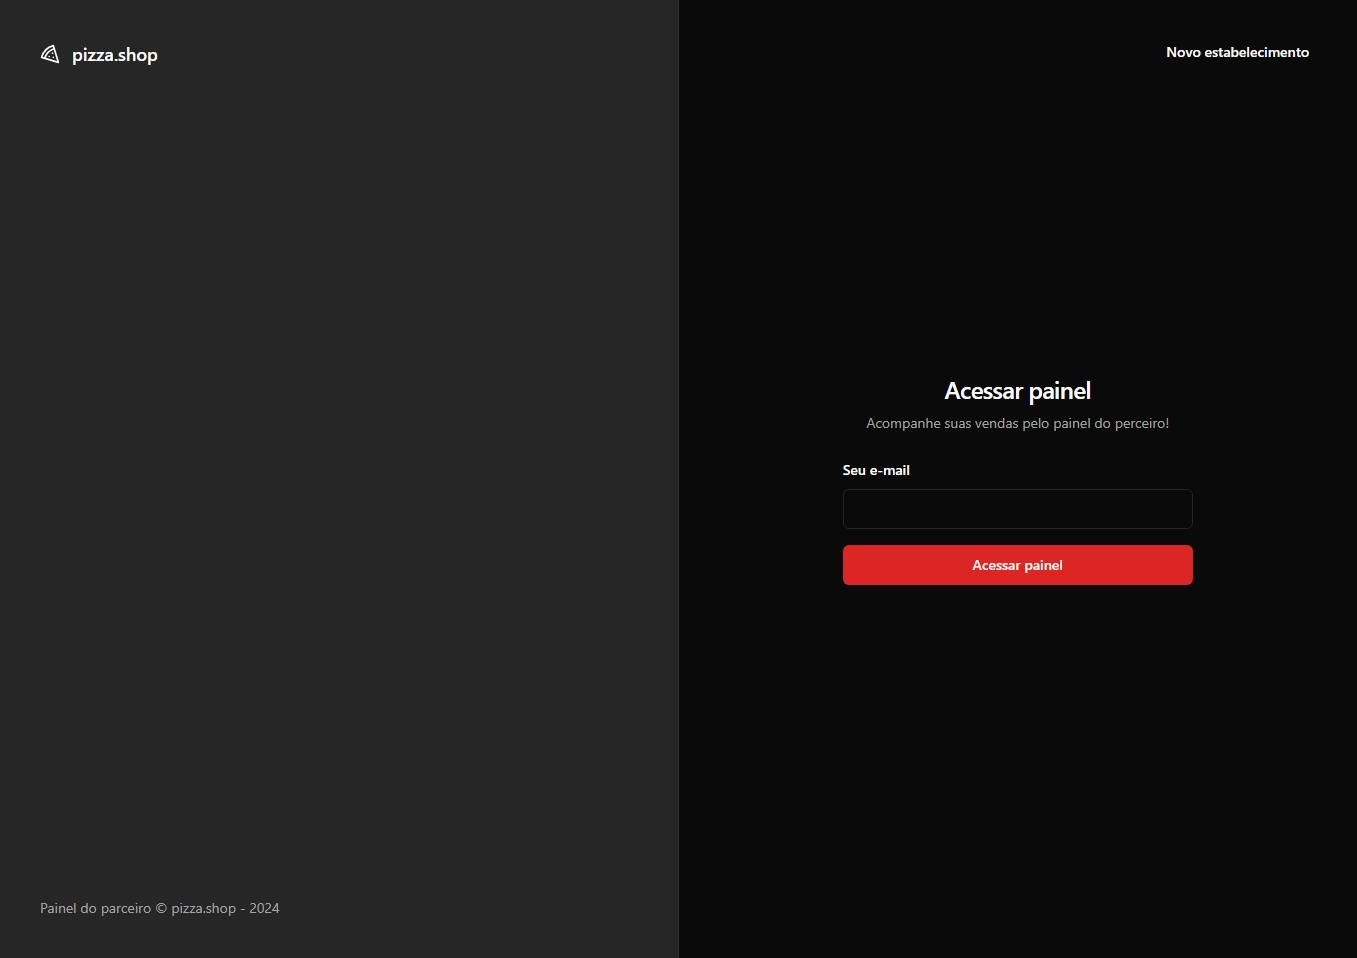 pizza.shop
Novo estabelecimento
Acessar painel
Acompanhe suas vendas pelo painel do perceiro!
Seu e-mail
Acessar painel
Painel do parceiro © pizza.shop - 2024